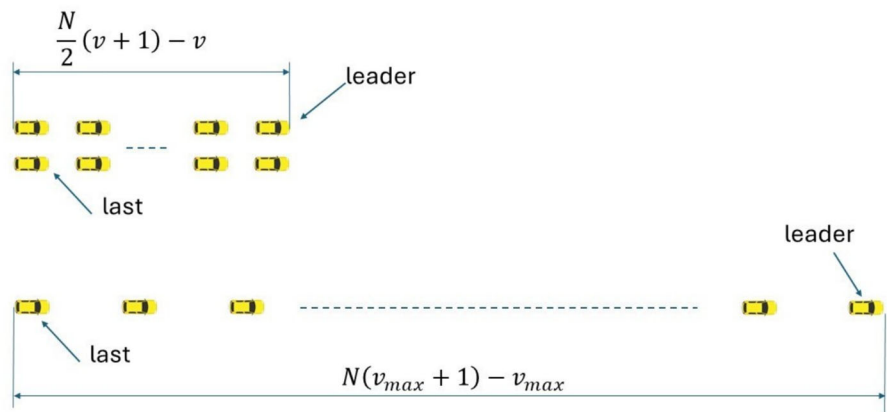 N/2 (v + 1) − v
leader
last
leader
last
N(v_max + 1) − v_max